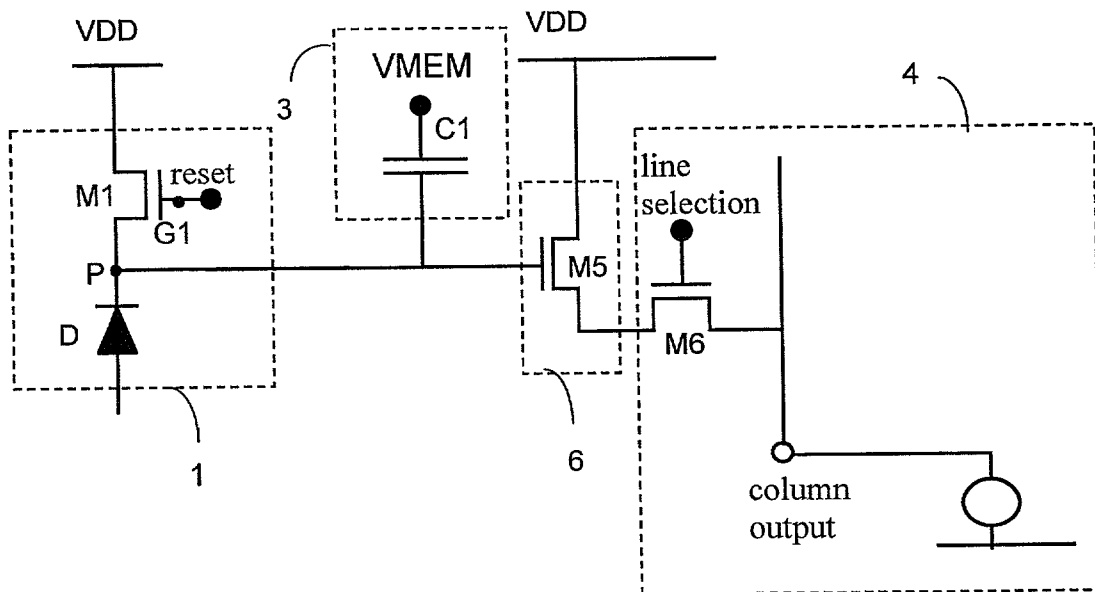 VDD
VDD
3
VMEM
4
C1
line
selection
M1
reset
G1
P
M5
D
M6
1
6
column
output